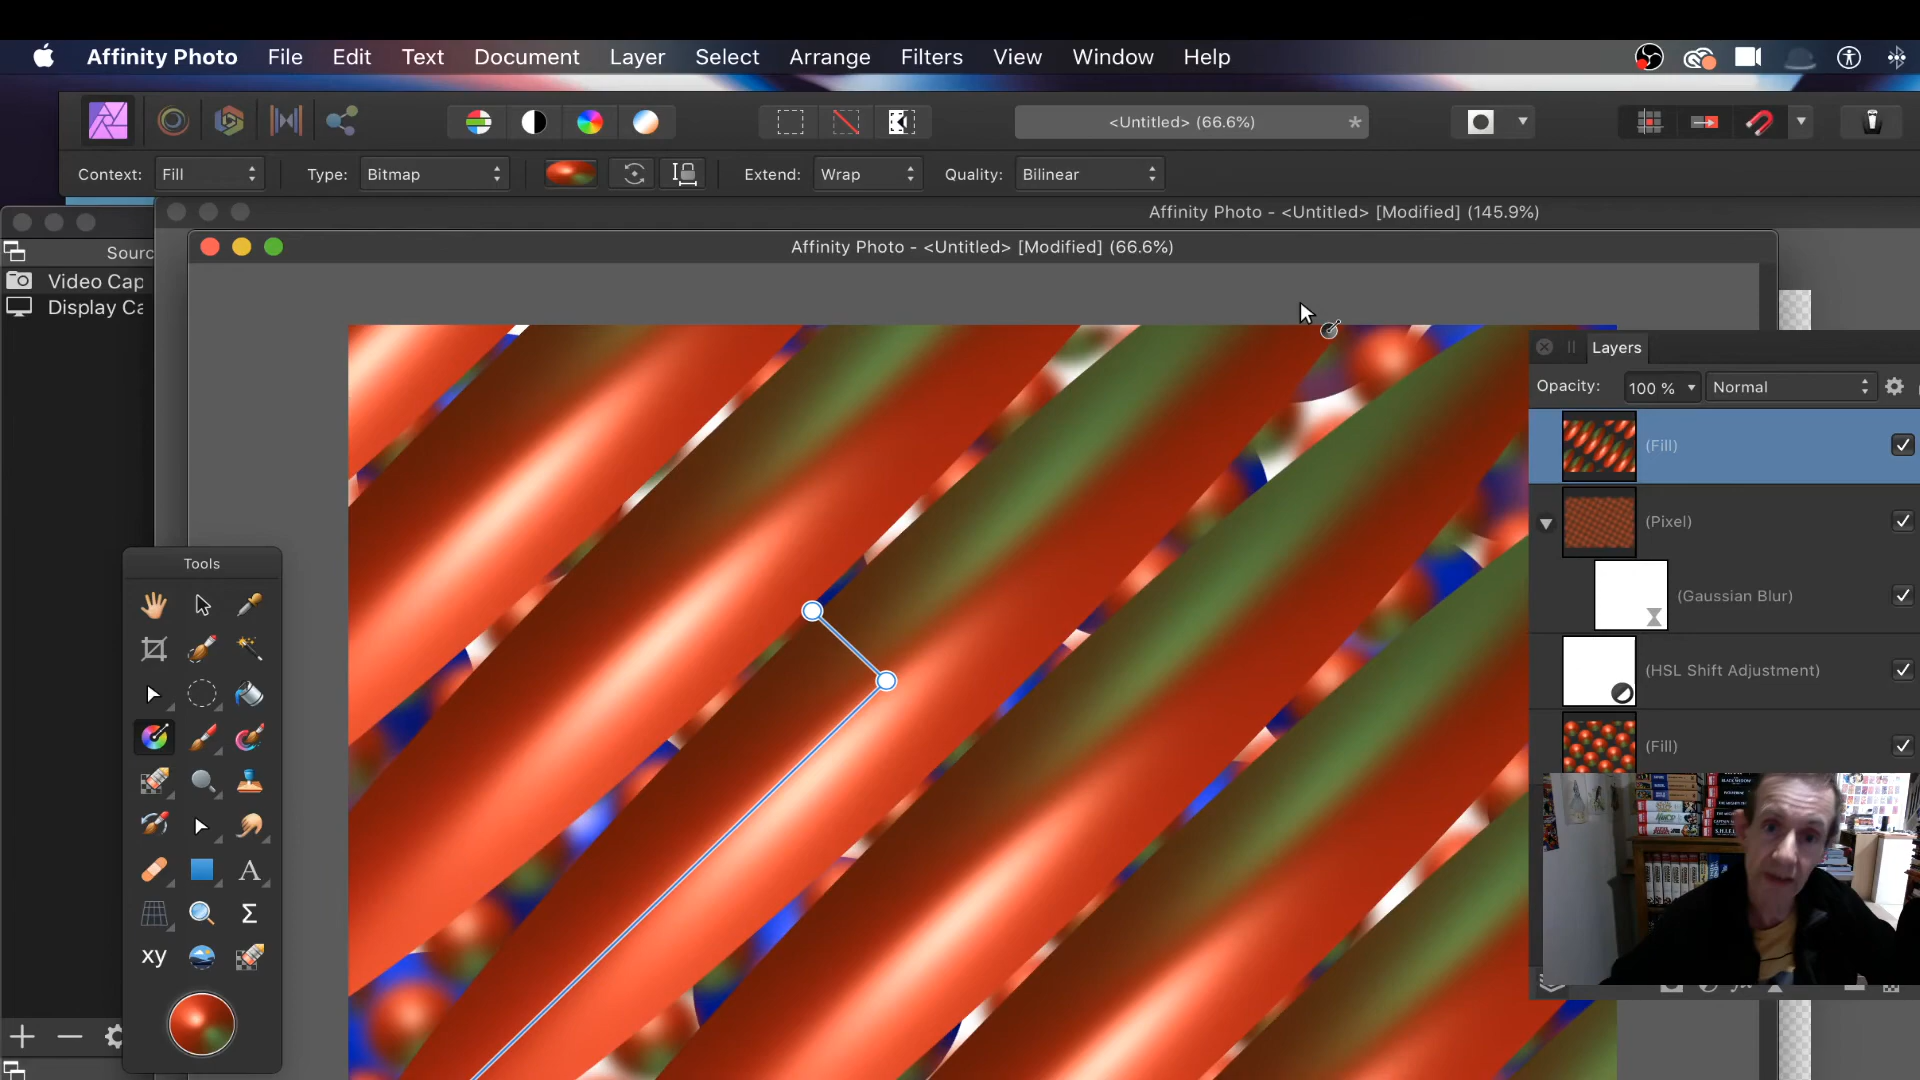 Affinity Photo File Edit Text Document Layer Select Arrange Filters View Window Help
<Untitled> (66.6%) *
Context: Fill Type: Bitmap Extend: Wrap Quality: Bilinear
Affinity Photo - <Untitled> [Modified] (145.9%)
Affinity Photo - <Untitled> [Modified] (66.6%)
Sourc
Video Cap
Display Ca
Layers
Opacity: 100 % Normal
(Fill)
(Pixel)
(Gaussian Blur)
(HSL Shift Adjustment)
(Fill)
Tools
A
Σ
xy